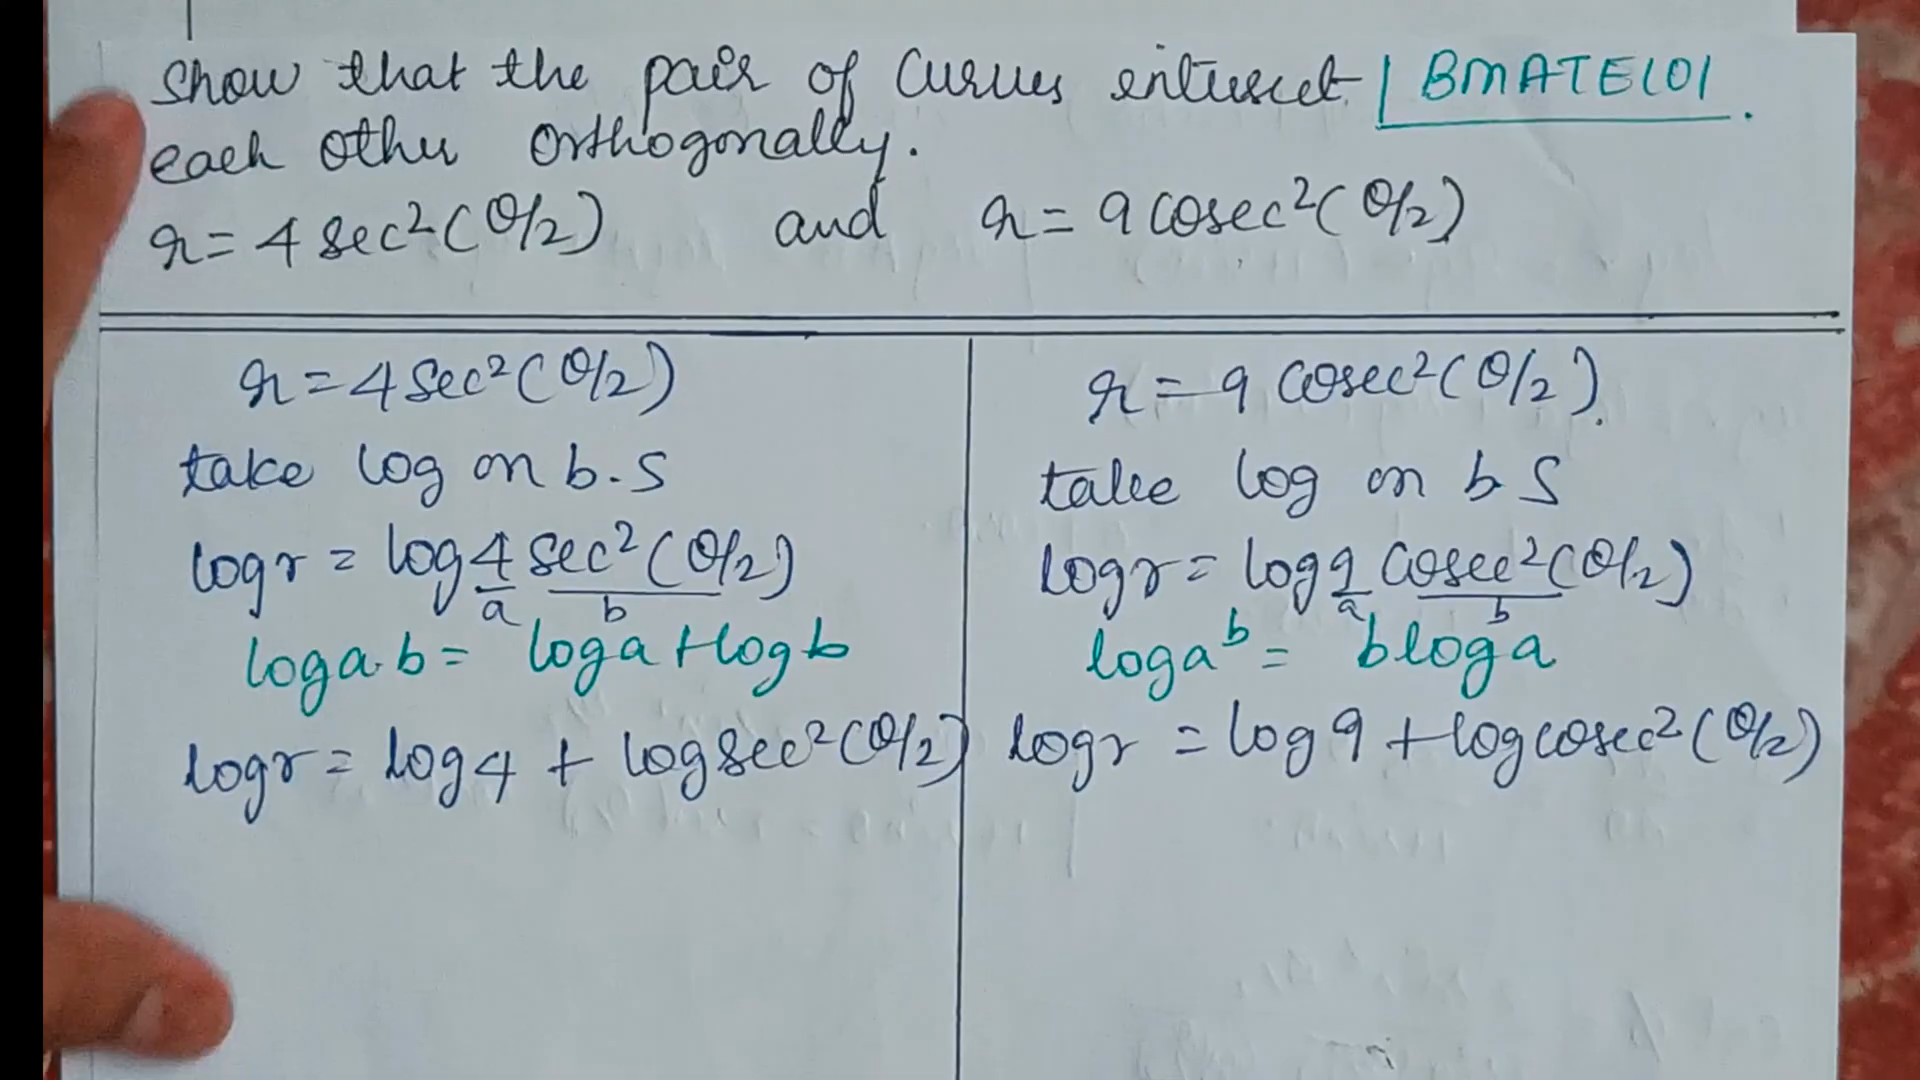 Show that the pair of Curves intersect | BMATE101.
each other Orthogonally.
r = 4 sec²(θ/2) and r = 9 cosec²(θ/2)
r = 4 sec²(θ/2)
take log on b.s
log r = log 4 sec²(θ/2)
a b
log a.b = log a + log b
log r = log 4 + log sec²(θ/2)
r = 9 cosec²(θ/2).
take log on b s
log r = log 9 cosec²(θ/2)
a b
log a^b = b log a
log r = log 9 + log cosec²(θ/2)